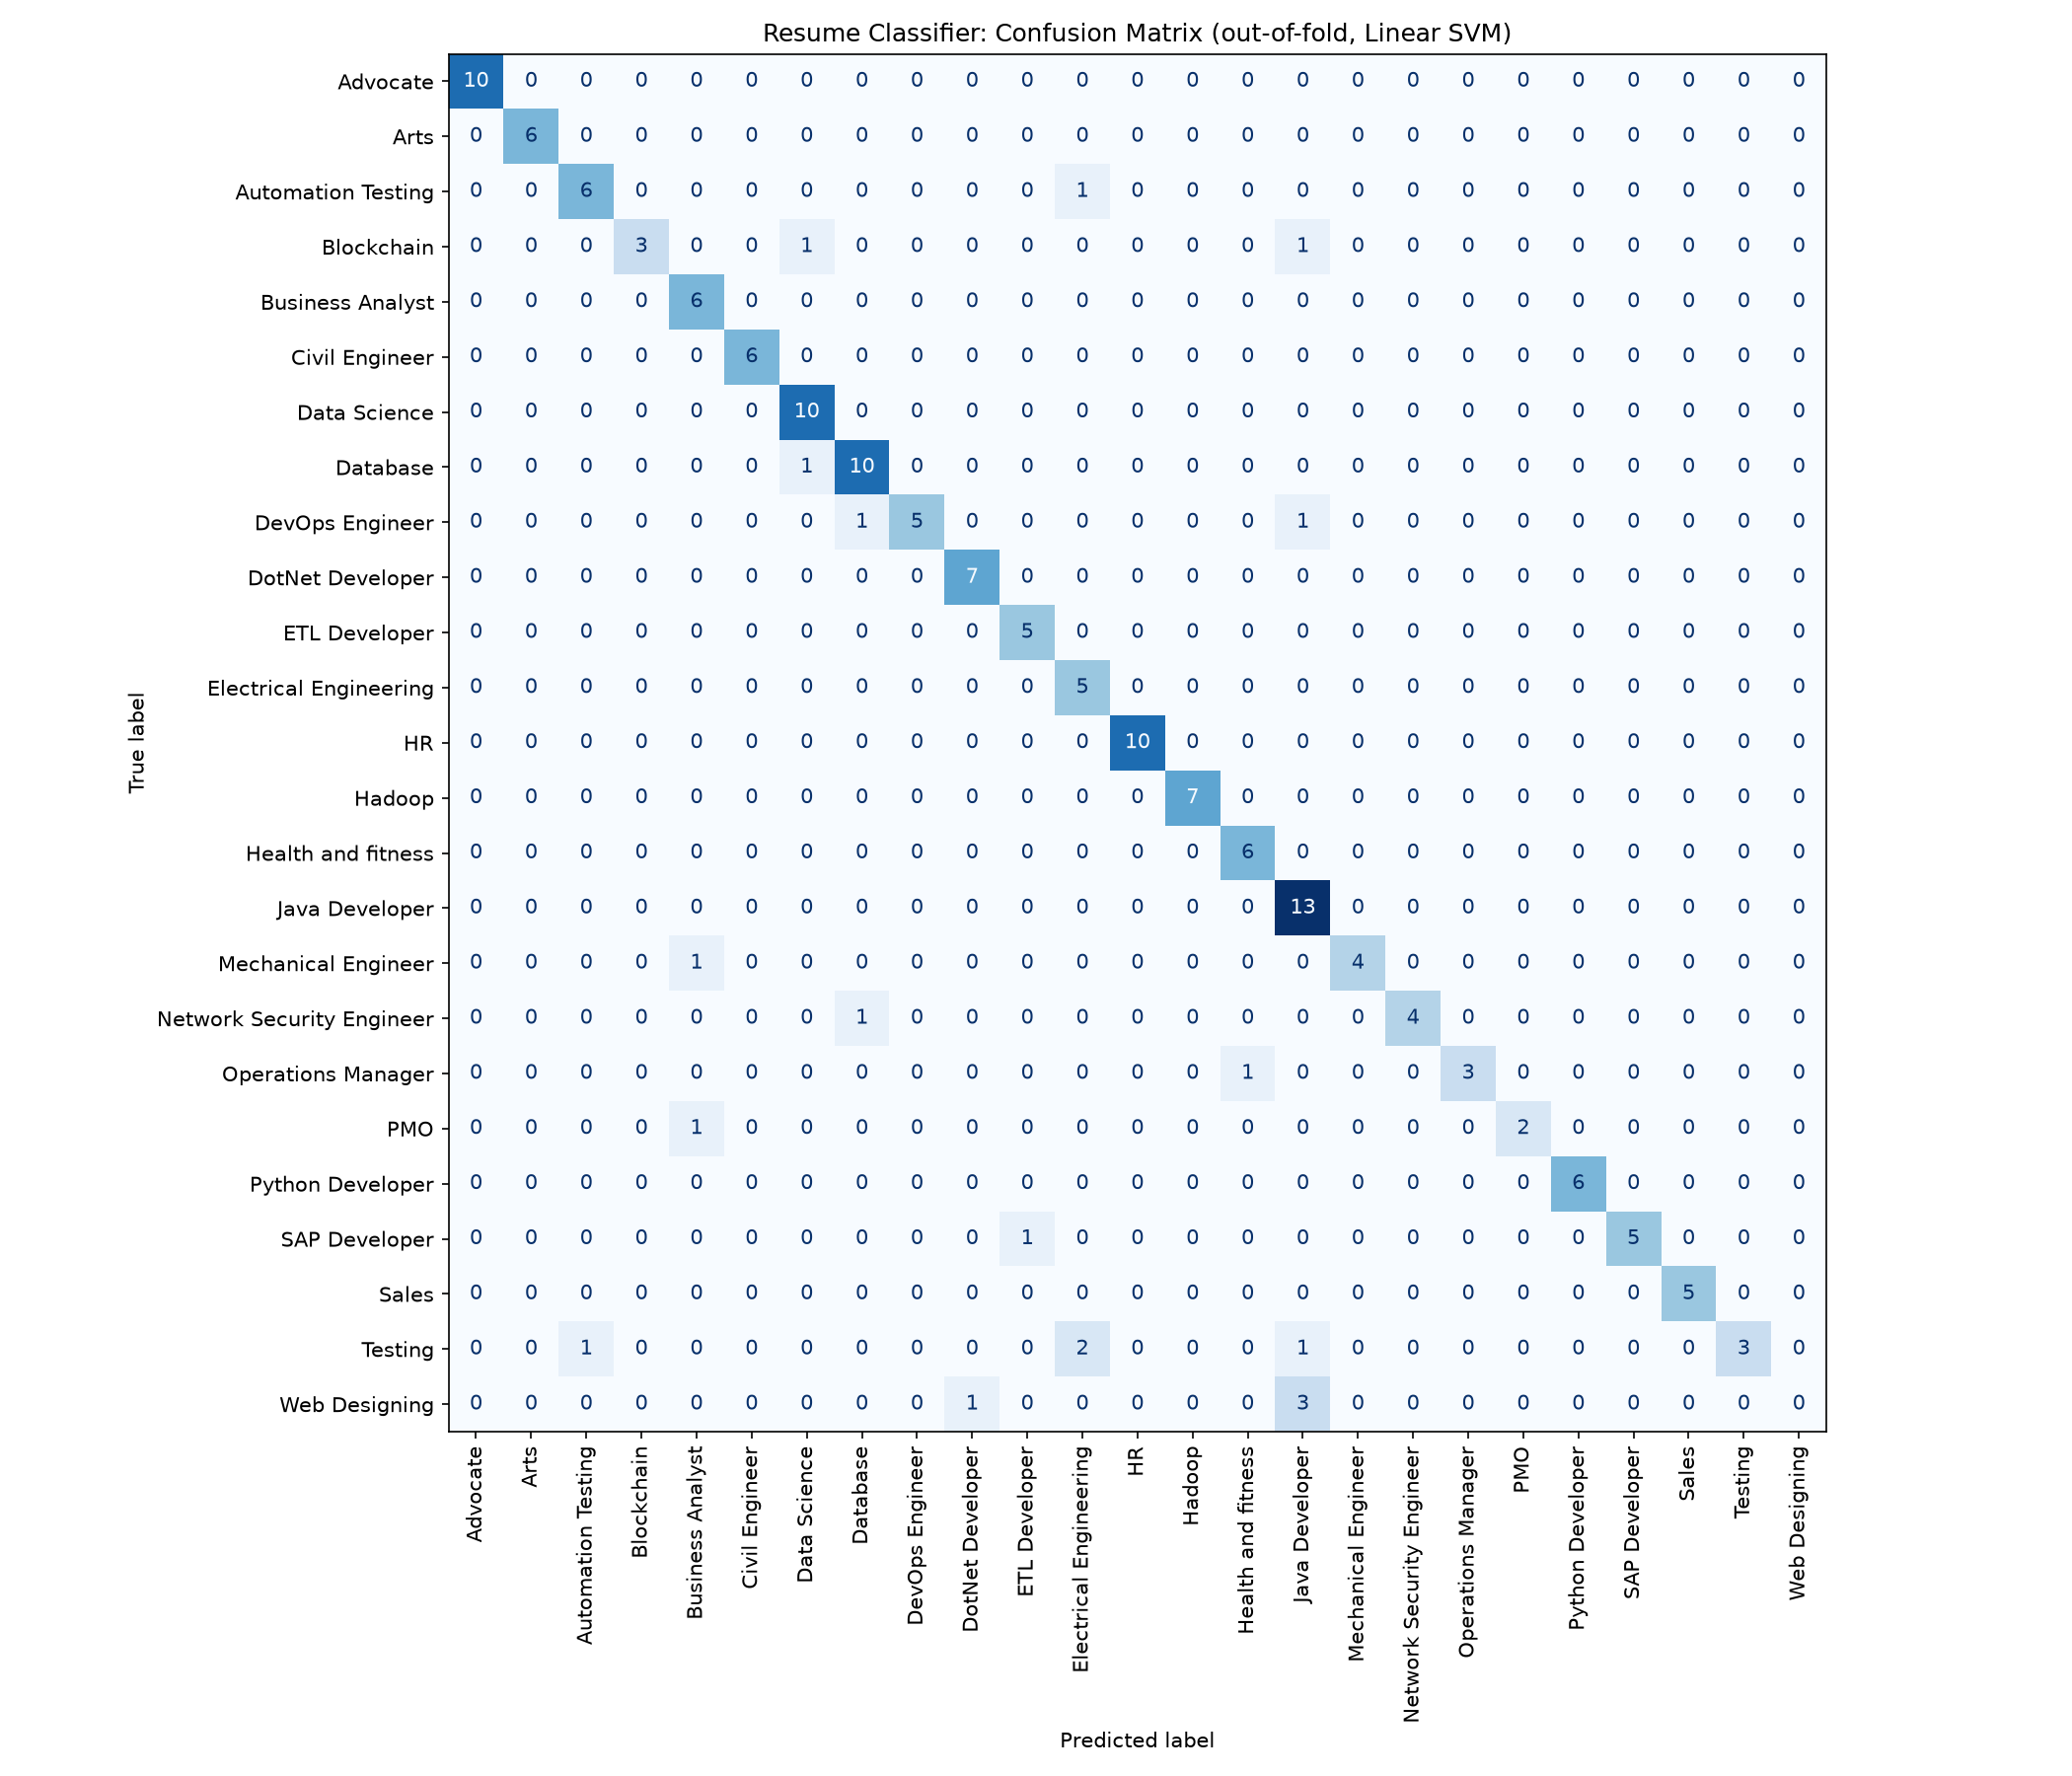 Resume Classifier: Confusion Matrix (out-of-fold, Linear SVM)
Advocate 10 0 0 0 0 0 0 0 0 0 0 0 0 0 0 0 0 0 0 0 0 0 0 0 0
Arts 0 6 0 0 0 0 0 0 0 0 0 0 0 0 0 0 0 0 0 0 0 0 0 0 0
Automation Testing 0 0 6 0 0 0 0 0 0 0 0 1 0 0 0 0 0 0 0 0 0 0 0 0 0
Blockchain 0 0 0 3 0 0 1 0 0 0 0 0 0 0 0 1 0 0 0 0 0 0 0 0 0
Business Analyst 0 0 0 0 6 0 0 0 0 0 0 0 0 0 0 0 0 0 0 0 0 0 0 0 0
Civil Engineer 0 0 0 0 0 6 0 0 0 0 0 0 0 0 0 0 0 0 0 0 0 0 0 0 0
Data Science 0 0 0 0 0 0 10 0 0 0 0 0 0 0 0 0 0 0 0 0 0 0 0 0 0
Database 0 0 0 0 0 0 1 10 0 0 0 0 0 0 0 0 0 0 0 0 0 0 0 0 0
DevOps Engineer 0 0 0 0 0 0 0 1 5 0 0 0 0 0 0 1 0 0 0 0 0 0 0 0 0
DotNet Developer 0 0 0 0 0 0 0 0 0 7 0 0 0 0 0 0 0 0 0 0 0 0 0 0 0
ETL Developer 0 0 0 0 0 0 0 0 0 0 5 0 0 0 0 0 0 0 0 0 0 0 0 0 0
Electrical Engineering 0 0 0 0 0 0 0 0 0 0 0 5 0 0 0 0 0 0 0 0 0 0 0 0 0
HR 0 0 0 0 0 0 0 0 0 0 0 0 10 0 0 0 0 0 0 0 0 0 0 0 0
Hadoop 0 0 0 0 0 0 0 0 0 0 0 0 0 7 0 0 0 0 0 0 0 0 0 0 0
Health and fitness 0 0 0 0 0 0 0 0 0 0 0 0 0 0 6 0 0 0 0 0 0 0 0 0 0
Java Developer 0 0 0 0 0 0 0 0 0 0 0 0 0 0 0 13 0 0 0 0 0 0 0 0 0
Mechanical Engineer 0 0 0 0 1 0 0 0 0 0 0 0 0 0 0 0 4 0 0 0 0 0 0 0 0
Network Security Engineer 0 0 0 0 0 0 0 1 0 0 0 0 0 0 0 0 0 4 0 0 0 0 0 0 0
Operations Manager 0 0 0 0 0 0 0 0 0 0 0 0 0 0 1 0 0 0 3 0 0 0 0 0 0
PMO 0 0 0 0 1 0 0 0 0 0 0 0 0 0 0 0 0 0 0 2 0 0 0 0 0
Python Developer 0 0 0 0 0 0 0 0 0 0 0 0 0 0 0 0 0 0 0 0 6 0 0 0 0
SAP Developer 0 0 0 0 0 0 0 0 0 0 1 0 0 0 0 0 0 0 0 0 0 5 0 0 0
Sales 0 0 0 0 0 0 0 0 0 0 0 0 0 0 0 0 0 0 0 0 0 0 5 0 0
Testing 0 0 1 0 0 0 0 0 0 0 0 2 0 0 0 1 0 0 0 0 0 0 0 3 0
Web Designing 0 0 0 0 0 0 0 0 0 1 0 0 0 0 0 3 0 0 0 0 0 0 0 0 0
True label
Advocate
Arts
Automation Testing
Blockchain
Business Analyst
Civil Engineer
Data Science
Database
DevOps Engineer
DotNet Developer
ETL Developer
Electrical Engineering
HR
Hadoop
Health and fitness
Java Developer
Mechanical Engineer
Network Security Engineer
Operations Manager
PMO
Python Developer
SAP Developer
Sales
Testing
Web Designing
Predicted label